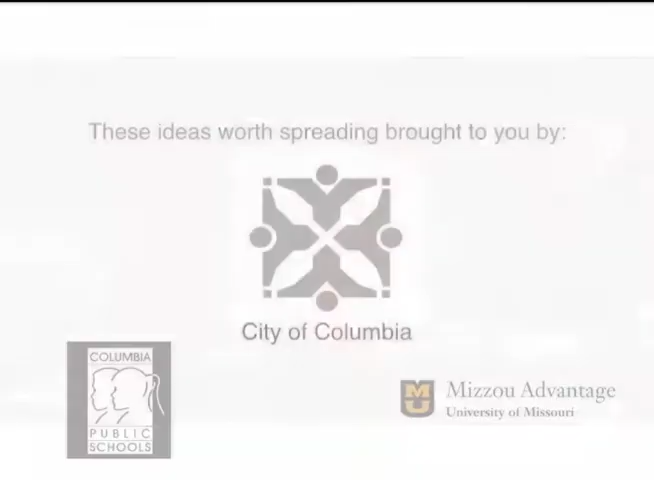 These ideas worth spreading brought to you by:
City of Columbia
COLUMBIA
PUBLIC
SCHOOLS
MU
Mizzou Advantage
University of Missouri